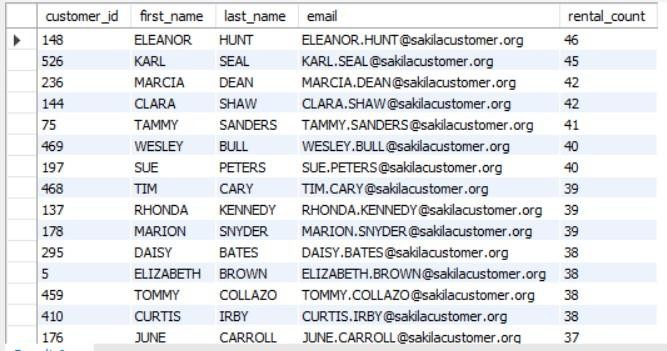 customer_id first_name last_name email rental_count
148 ELEANOR HUNT ELEANOR.HUNT@sakilacustomer.org 46
526 KARL SEAL KARL.SEAL@sakilacustomer.org 45
236 MARCIA DEAN MARCIA.DEAN@sakilacustomer.org 42
144 CLARA SHAW CLARA.SHAW@sakilacustomer.org 42
75 TAMMY SANDERS TAMMY.SANDERS@sakilacustomer.org 41
469 WESLEY BULL WESLEY.BULL@sakilacustomer.org 40
197 SUE PETERS SUE.PETERS@sakilacustomer.org 40
468 TIM CARY TIM.CARY@sakilacustomer.org 39
137 RHONDA KENNEDY RHONDA.KENNEDY@sakilacustomer.org 39
178 MARION SNYDER MARION.SNYDER@sakilacustomer.org 39
295 DAISY BATES DAISY.BATES@sakilacustomer.org 38
5 ELIZABETH BROWN ELIZABETH.BROWN@sakilacustomer.org 38
459 TOMMY COLLAZO TOMMY.COLLAZO@sakilacustomer.org 38
410 CURTIS IRBY CURTIS.IRBY@sakilacustomer.org 38
176 JUNE CARROLL JUNE.CARROLL@sakilacustomer.org 37